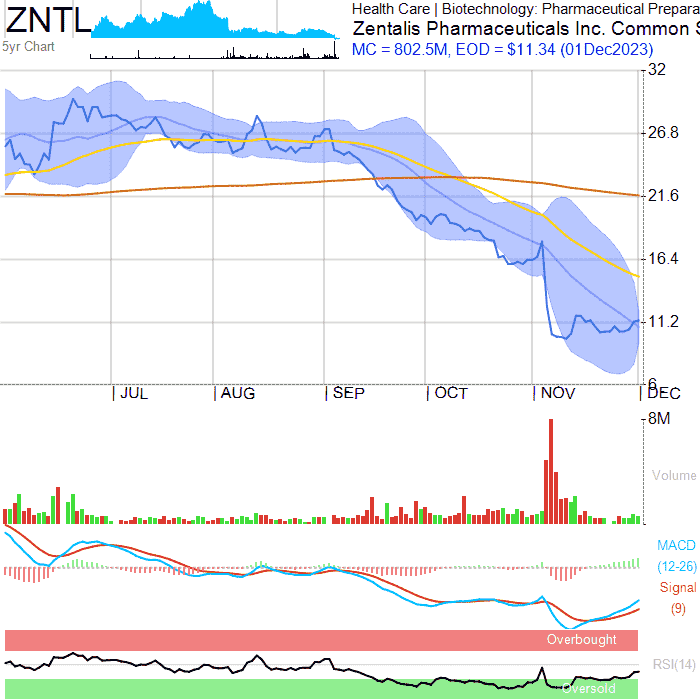 ZNTL
5yr Chart
Health Care | Biotechnology: Pharmaceutical Prepara
Zentalis Pharmaceuticals Inc. Common S
MC = 802.5M, EOD = $11.34 (01Dec2023)
32
26.8
21.6
16.4
11.2
6
JUL
AUG
SEP
OCT
NOV
DEC
8M
Volume
MACD
(12-26)
Signal
(9)
Overbought
RSI(14)
Oversold